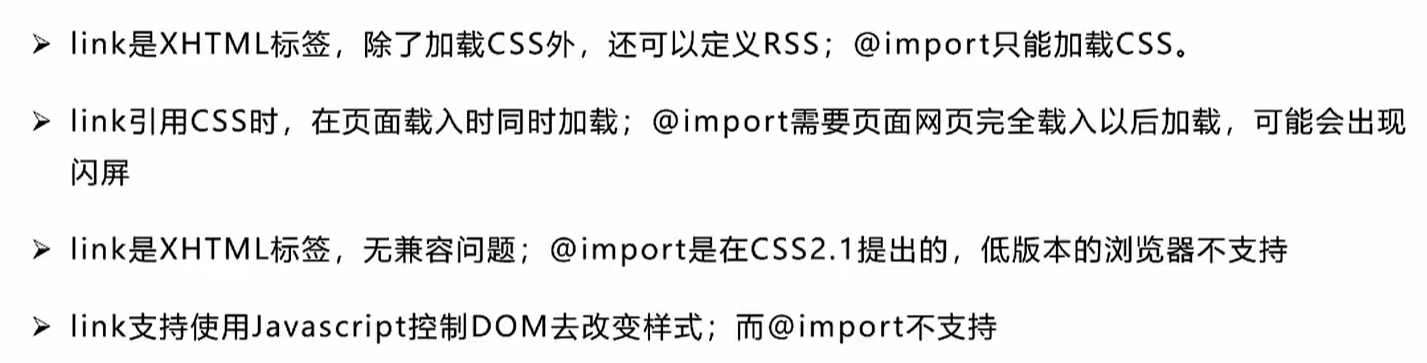 ➢ link是XHTML标签，除了加载CSS外，还可以定义RSS；@import只能加载CSS。
➢ link引用CSS时，在页面载入时同时加载；@import需要页面网页完全载入以后加载，可能会出现
闪屏
➢ link是XHTML标签，无兼容问题；@import是在CSS2.1提出的，低版本的浏览器不支持
➢ link支持使用Javascript控制DOM去改变样式；而@import不支持